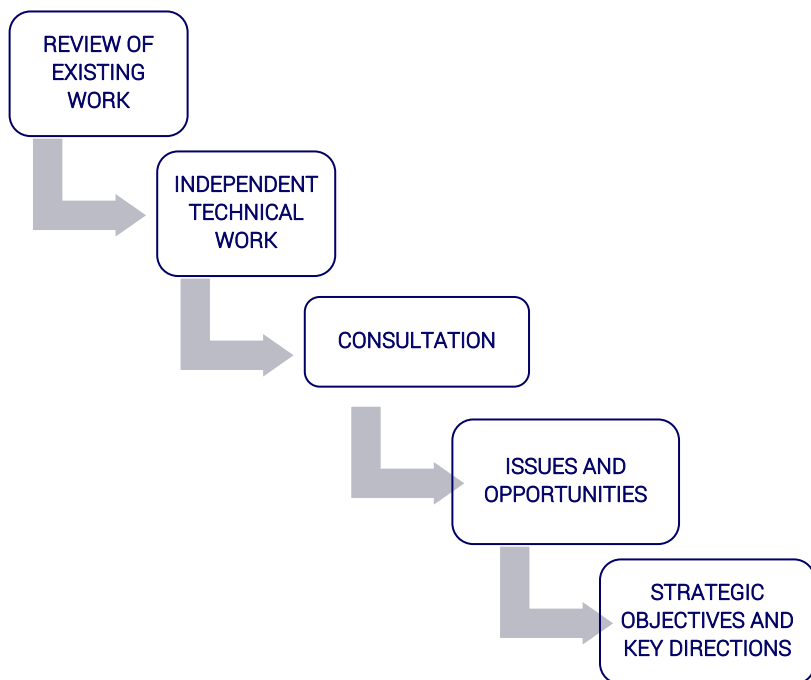 REVIEW OF
EXISTING
WORK
INDEPENDENT
TECHNICAL
WORK
CONSULTATION
ISSUES AND
OPPORTUNITIES
STRATEGIC
OBJECTIVES AND
KEY DIRECTIONS